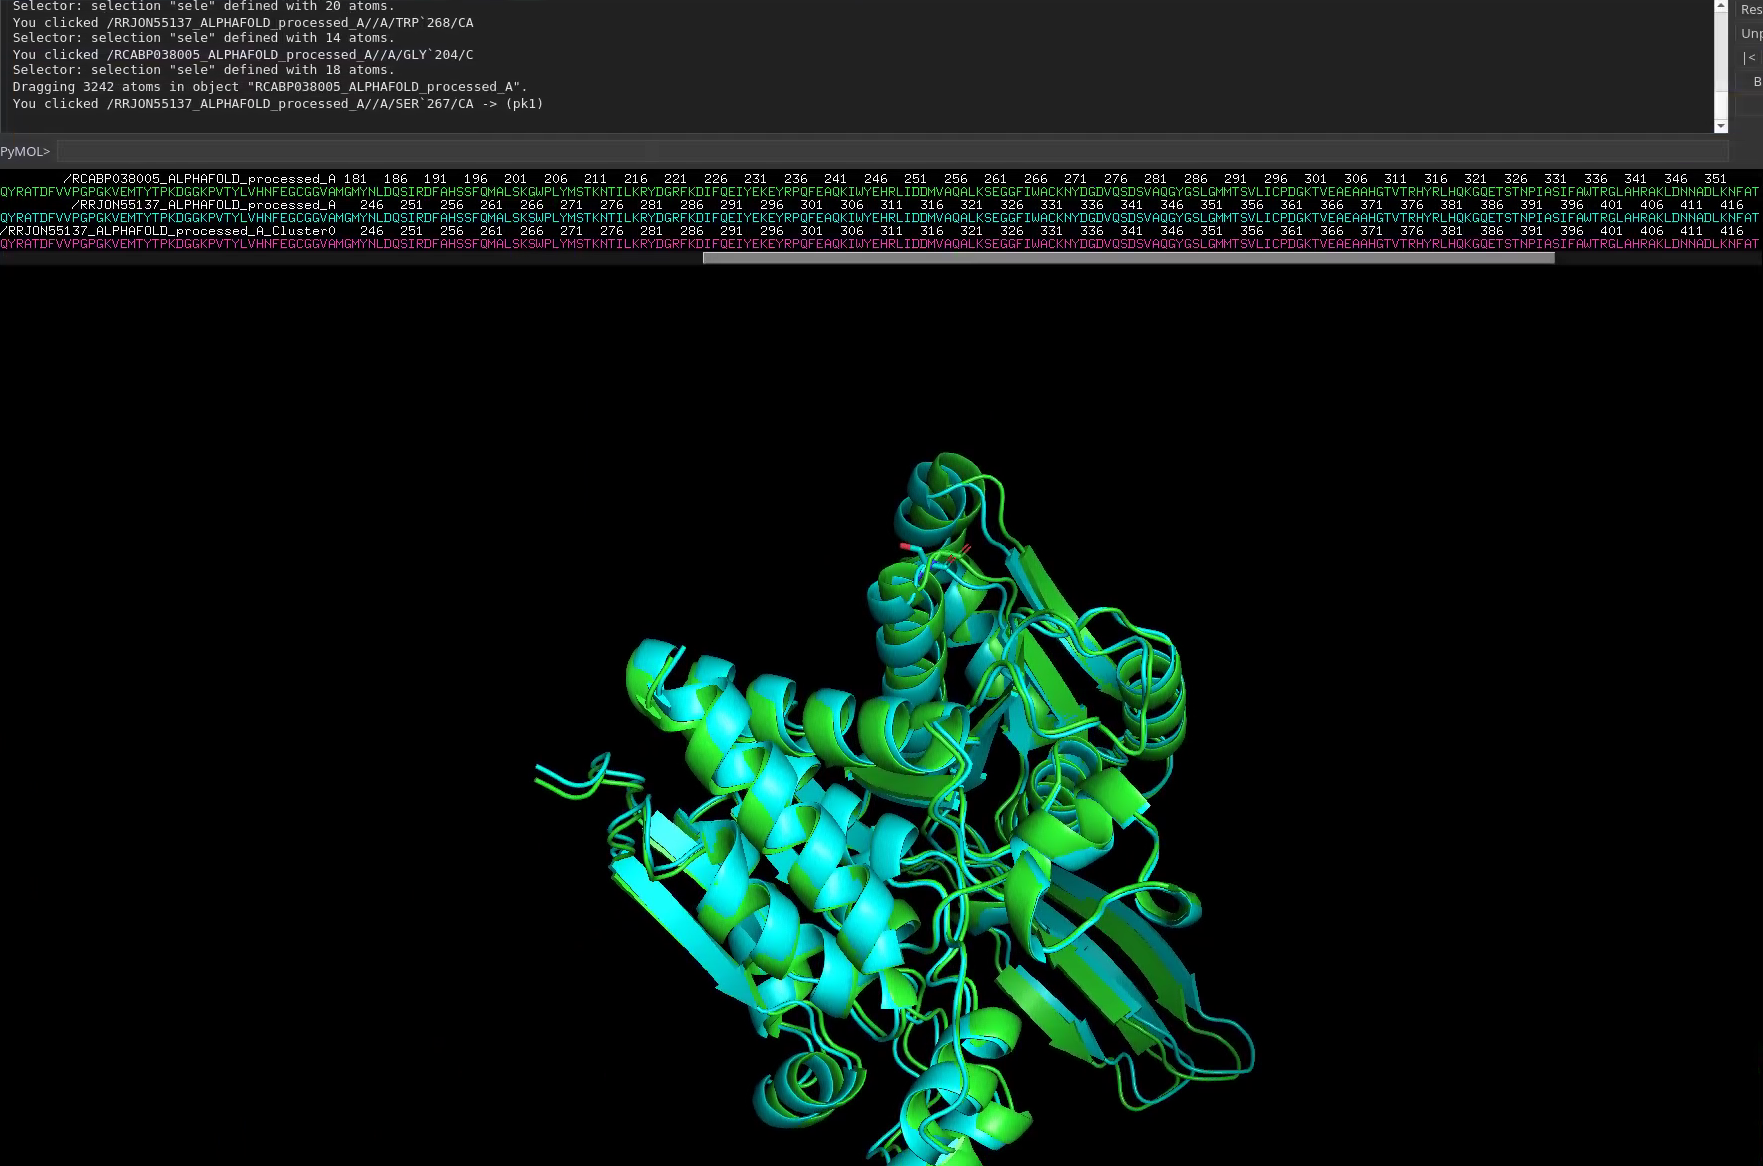 Selector: selection "sele" defined with 20 atoms.
You clicked /RRJON55137_ALPHAFOLD_processed_A//A/TRP`268/CA
Selector: selection "sele" defined with 14 atoms.
You clicked /RCABP038005_ALPHAFOLD_processed_A//A/GLY`204/C
Selector: selection "sele" defined with 18 atoms.
Dragging 3242 atoms in object "RCABP038005_ALPHAFOLD_processed_A".
You clicked /RRJON55137_ALPHAFOLD_processed_A//A/SER`267/CA -> (pk1)
Res
Unp
|<
B
PyMOL>
/RCABP038005_ALPHAFOLD_processed_A 181 186 191 196 201 206 211 216 221 226 231 236 241 246 251 256 261 266 271 276 281 286 291 296 301 306 311 316 321 326 331 336 341 346 351
QYRATDFVVPGPGKVEMTYTPKDGGKPVTYLVHNFEGCGGVAMGMYNLDQSIRDFAHSSFQMALSKGWPLYMSTKNTILKRYDGRFKDIFQEIYEKEYRPQFEAQKIWYEHRLIDDMVAQALKSEGGFIWACKNYDGDVQSDSVAQGYGSLGMMTSVLICPDGKTVEAEAAHGTVTRHYRLHQKGQETSTNPIASIFAWTRGLAHRAKLDNNADLKNFAT
/RRJON55137_ALPHAFOLD_processed_A 246 251 256 261 266 271 276 281 286 291 296 301 306 311 316 321 326 331 336 341 346 351 356 361 366 371 376 381 386 391 396 401 406 411 416
QYRATDFVVPGPGKVEMTYTPKDGGKPVTYLVHNFEGCGGVAMGMYNLDQSIRDFAHSSFQMALSKSWPLYMSTKNTILKRYDGRFKDIFQEIYEKEYRPQFEAQKIWYEHRLIDDMVAQALKSEGGFIWACKNYDGDVQSDSVAQGYGSLGMMTSVLICPDGKTVEAEAAHGTVTRHYRLHQKGQETSTNPIASIFAWTRGLAHRAKLDNNADLKNFAT
/RRJON55137_ALPHAFOLD_processed_A_Cluster0 246 251 256 261 266 271 276 281 286 291 296 301 306 311 316 321 326 331 336 341 346 351 356 361 366 371 376 381 386 391 396 401 406 411 416
QYRATDFVVPGPGKVEMTYTPKDGGKPVTYLVHNFEGCGGVAMGMYNLDQSIRDFAHSSFQMALSKSWPLYMSTKNTILKRYDGRFKDIFQEIYEKEYRPQFEAQKIWYEHRLIDDMVAQALKSEGGFIWACKNYDGDVQSDSVAQGYGSLGMMTSVLICPDGKTVEAEAAHGTVTRHYRLHQKGQETSTNPIASIFAWTRGLAHRAKLDNNADLKNFAT